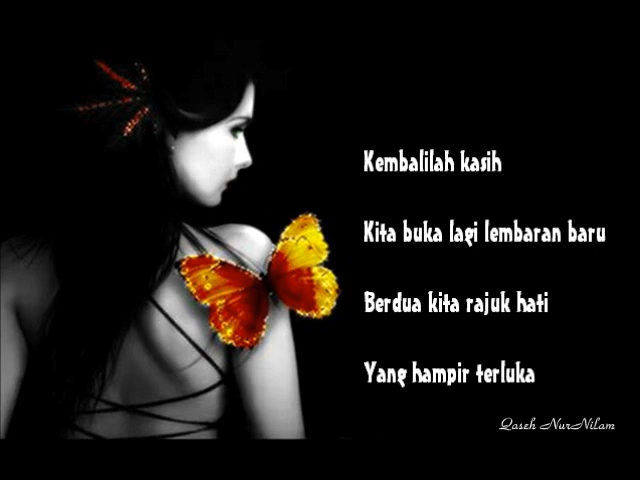 Kembalilah kasih
Kita buka lagi lembaran baru
Berdua kita rajuk hati
Yang hampir terluka
Qaseh NurNilam